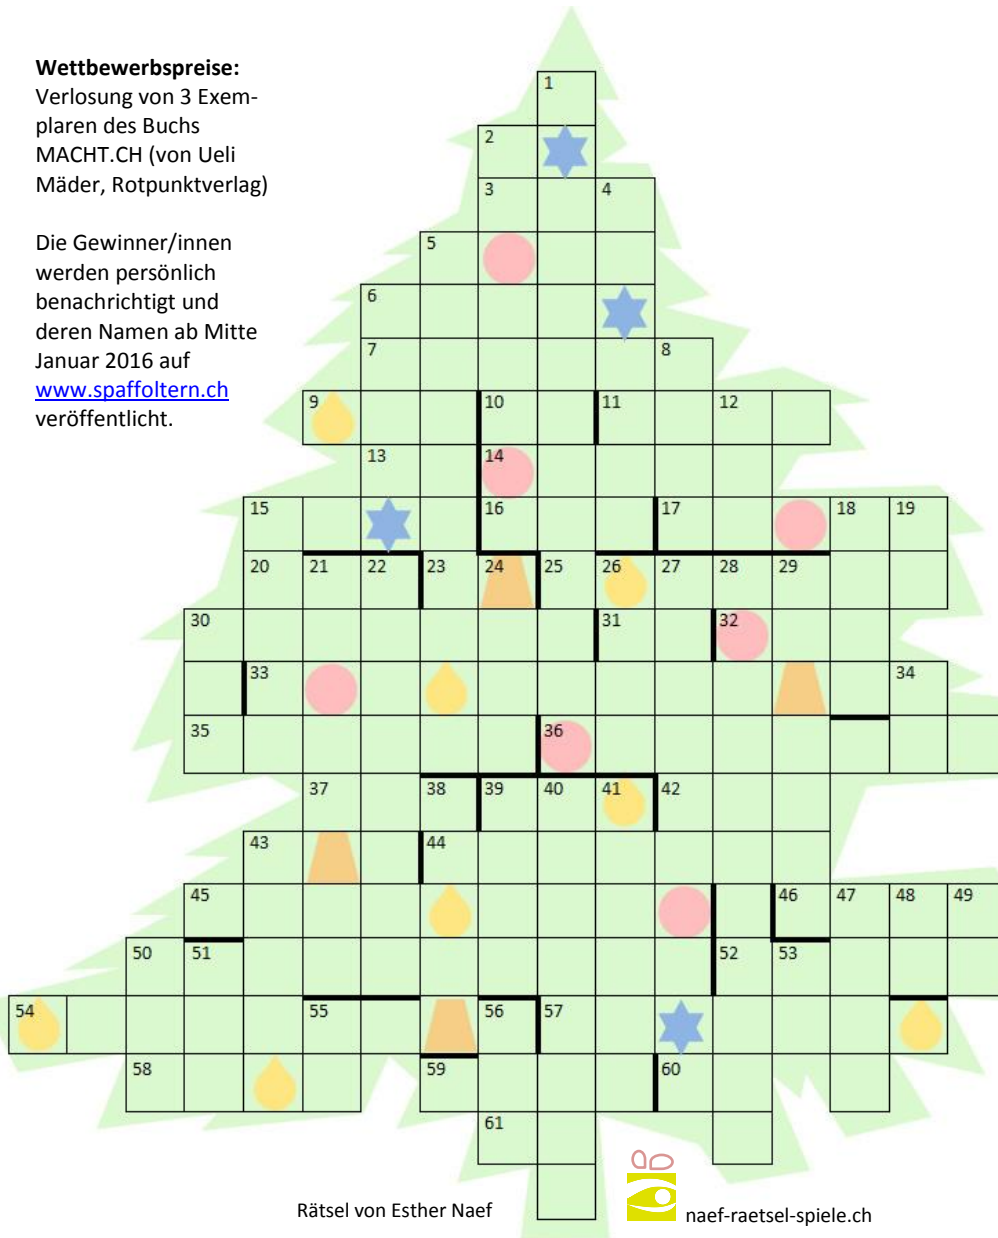 Wettbewerbspreise:
Verlosung von 3 Exem-
plaren des Buchs
MACHT.CH (von Ueli
Mäder, Rotpunktverlag)
Die Gewinner/innen
werden persönlich
benachrichtigt und
deren Namen ab Mitte
Januar 2016 auf
www.spaffoltern.ch
veröffentlicht.
1
2
3 4
5
6
7 8
9 10 11 12
13 14
15 16 17 18 19
20 21 22 23 24 25 26 27 28 29
30 31 32
33 34
35 36
37 38 39 40 41 42
43 44
45 46 47 48 49
50 51 52 53
54 55 56 57
58 59 60
61
Rätsel von Esther Naef
naef-raetsel-spiele.ch